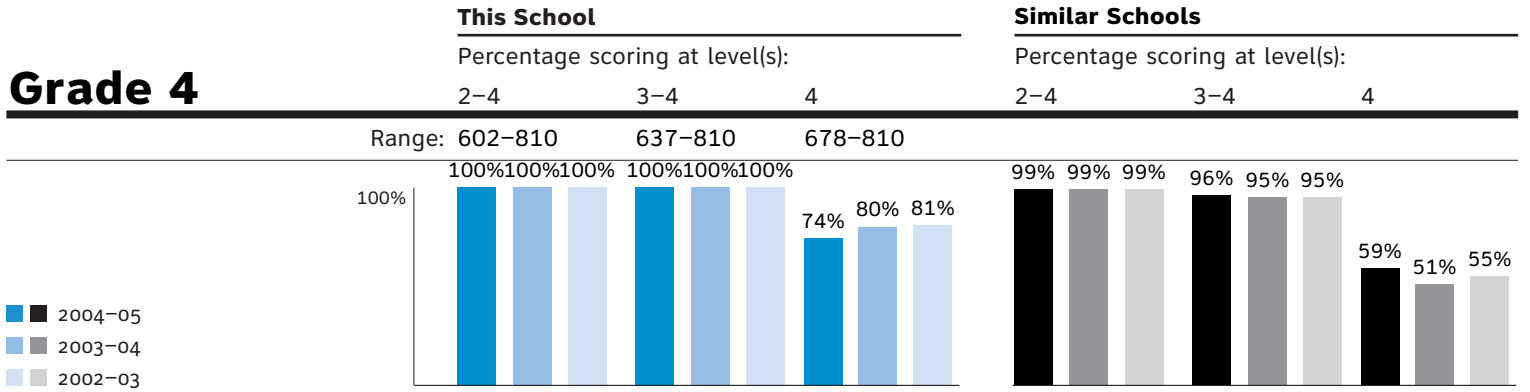 This School Similar Schools
Percentage scoring at level(s): Percentage scoring at level(s):
Grade 4 2–4 3–4 4 2–4 3–4 4
Range: 602–810 637–810 678–810
100% 100% 100% 100% 100% 100% 74% 80% 81% 99% 99% 99% 96% 95% 95% 59% 51% 55%
100%
2004–05
2003–04
2002–03